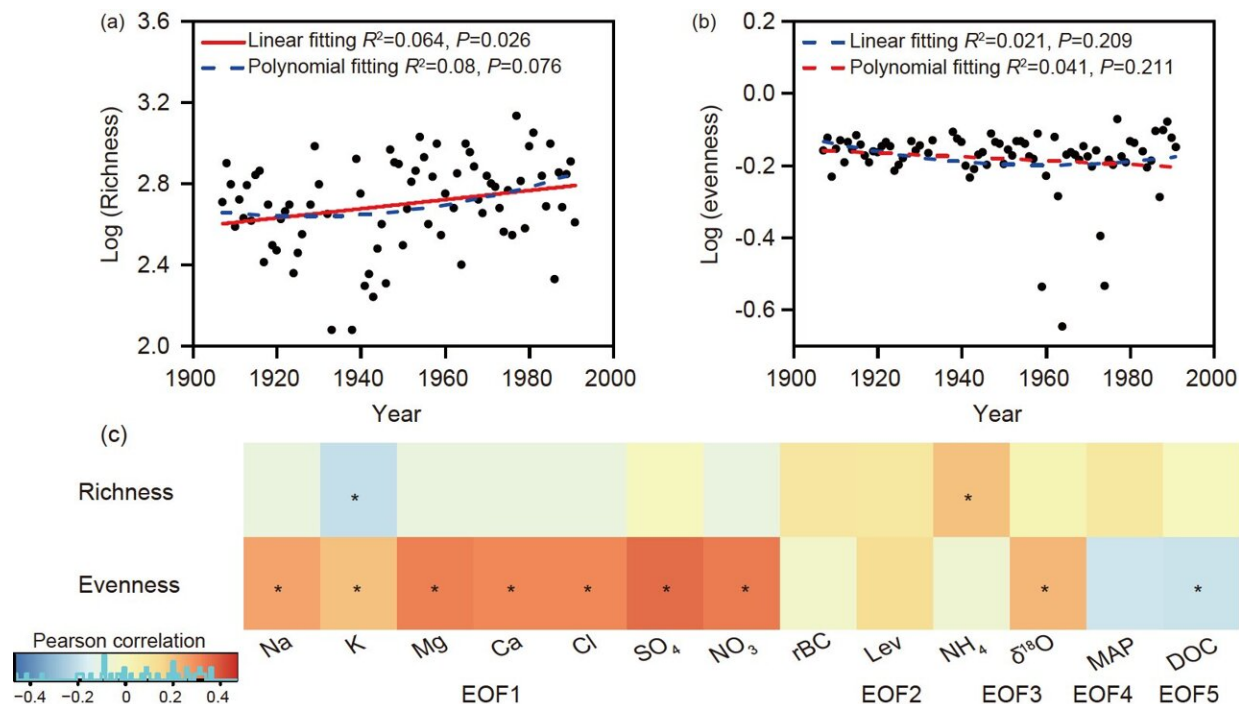 (a)
3.6
3.2
2.8
2.4
2.0
Log (Richness)
Linear fitting R²=0.064, P=0.026
Polynomial fitting R²=0.08, P=0.076
1900 1920 1940 1960 1980 2000
Year
(b)
0.2
0.0
-0.2
-0.4
-0.6
Log (evenness)
Linear fitting R²=0.021, P=0.209
Polynomial fitting R²=0.041, P=0.211
1900 1920 1940 1960 1980 2000
Year
(c)
Richness * *
Evenness * * * * * * * * *
Na K Mg Ca Cl SO₄ NO₃ rBC Lev NH₄ δ¹⁸O MAP DOC
EOF1 EOF2 EOF3 EOF4 EOF5
Pearson correlation
−0.4 −0.2 0 0.2 0.4